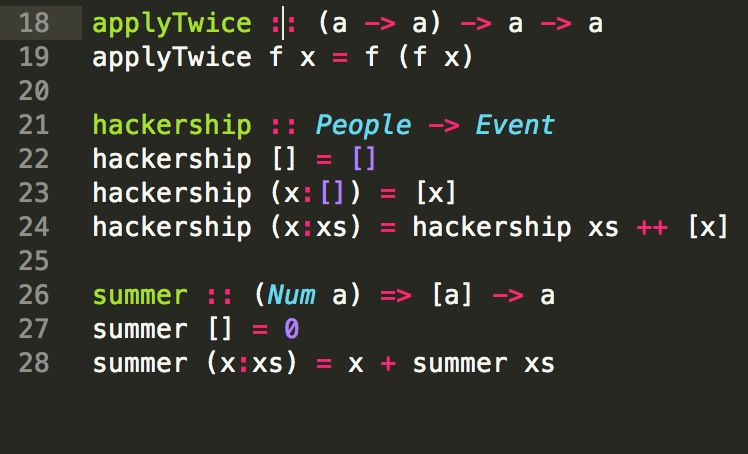 18 applyTwice :: (a -> a) -> a -> a
19 applyTwice f x = f (f x)
20
21 hackership :: People -> Event
22 hackership [] = []
23 hackership (x:[]) = [x]
24 hackership (x:xs) = hackership xs ++ [x]
25
26 summer :: (Num a) => [a] -> a
27 summer [] = 0
28 summer (x:xs) = x + summer xs